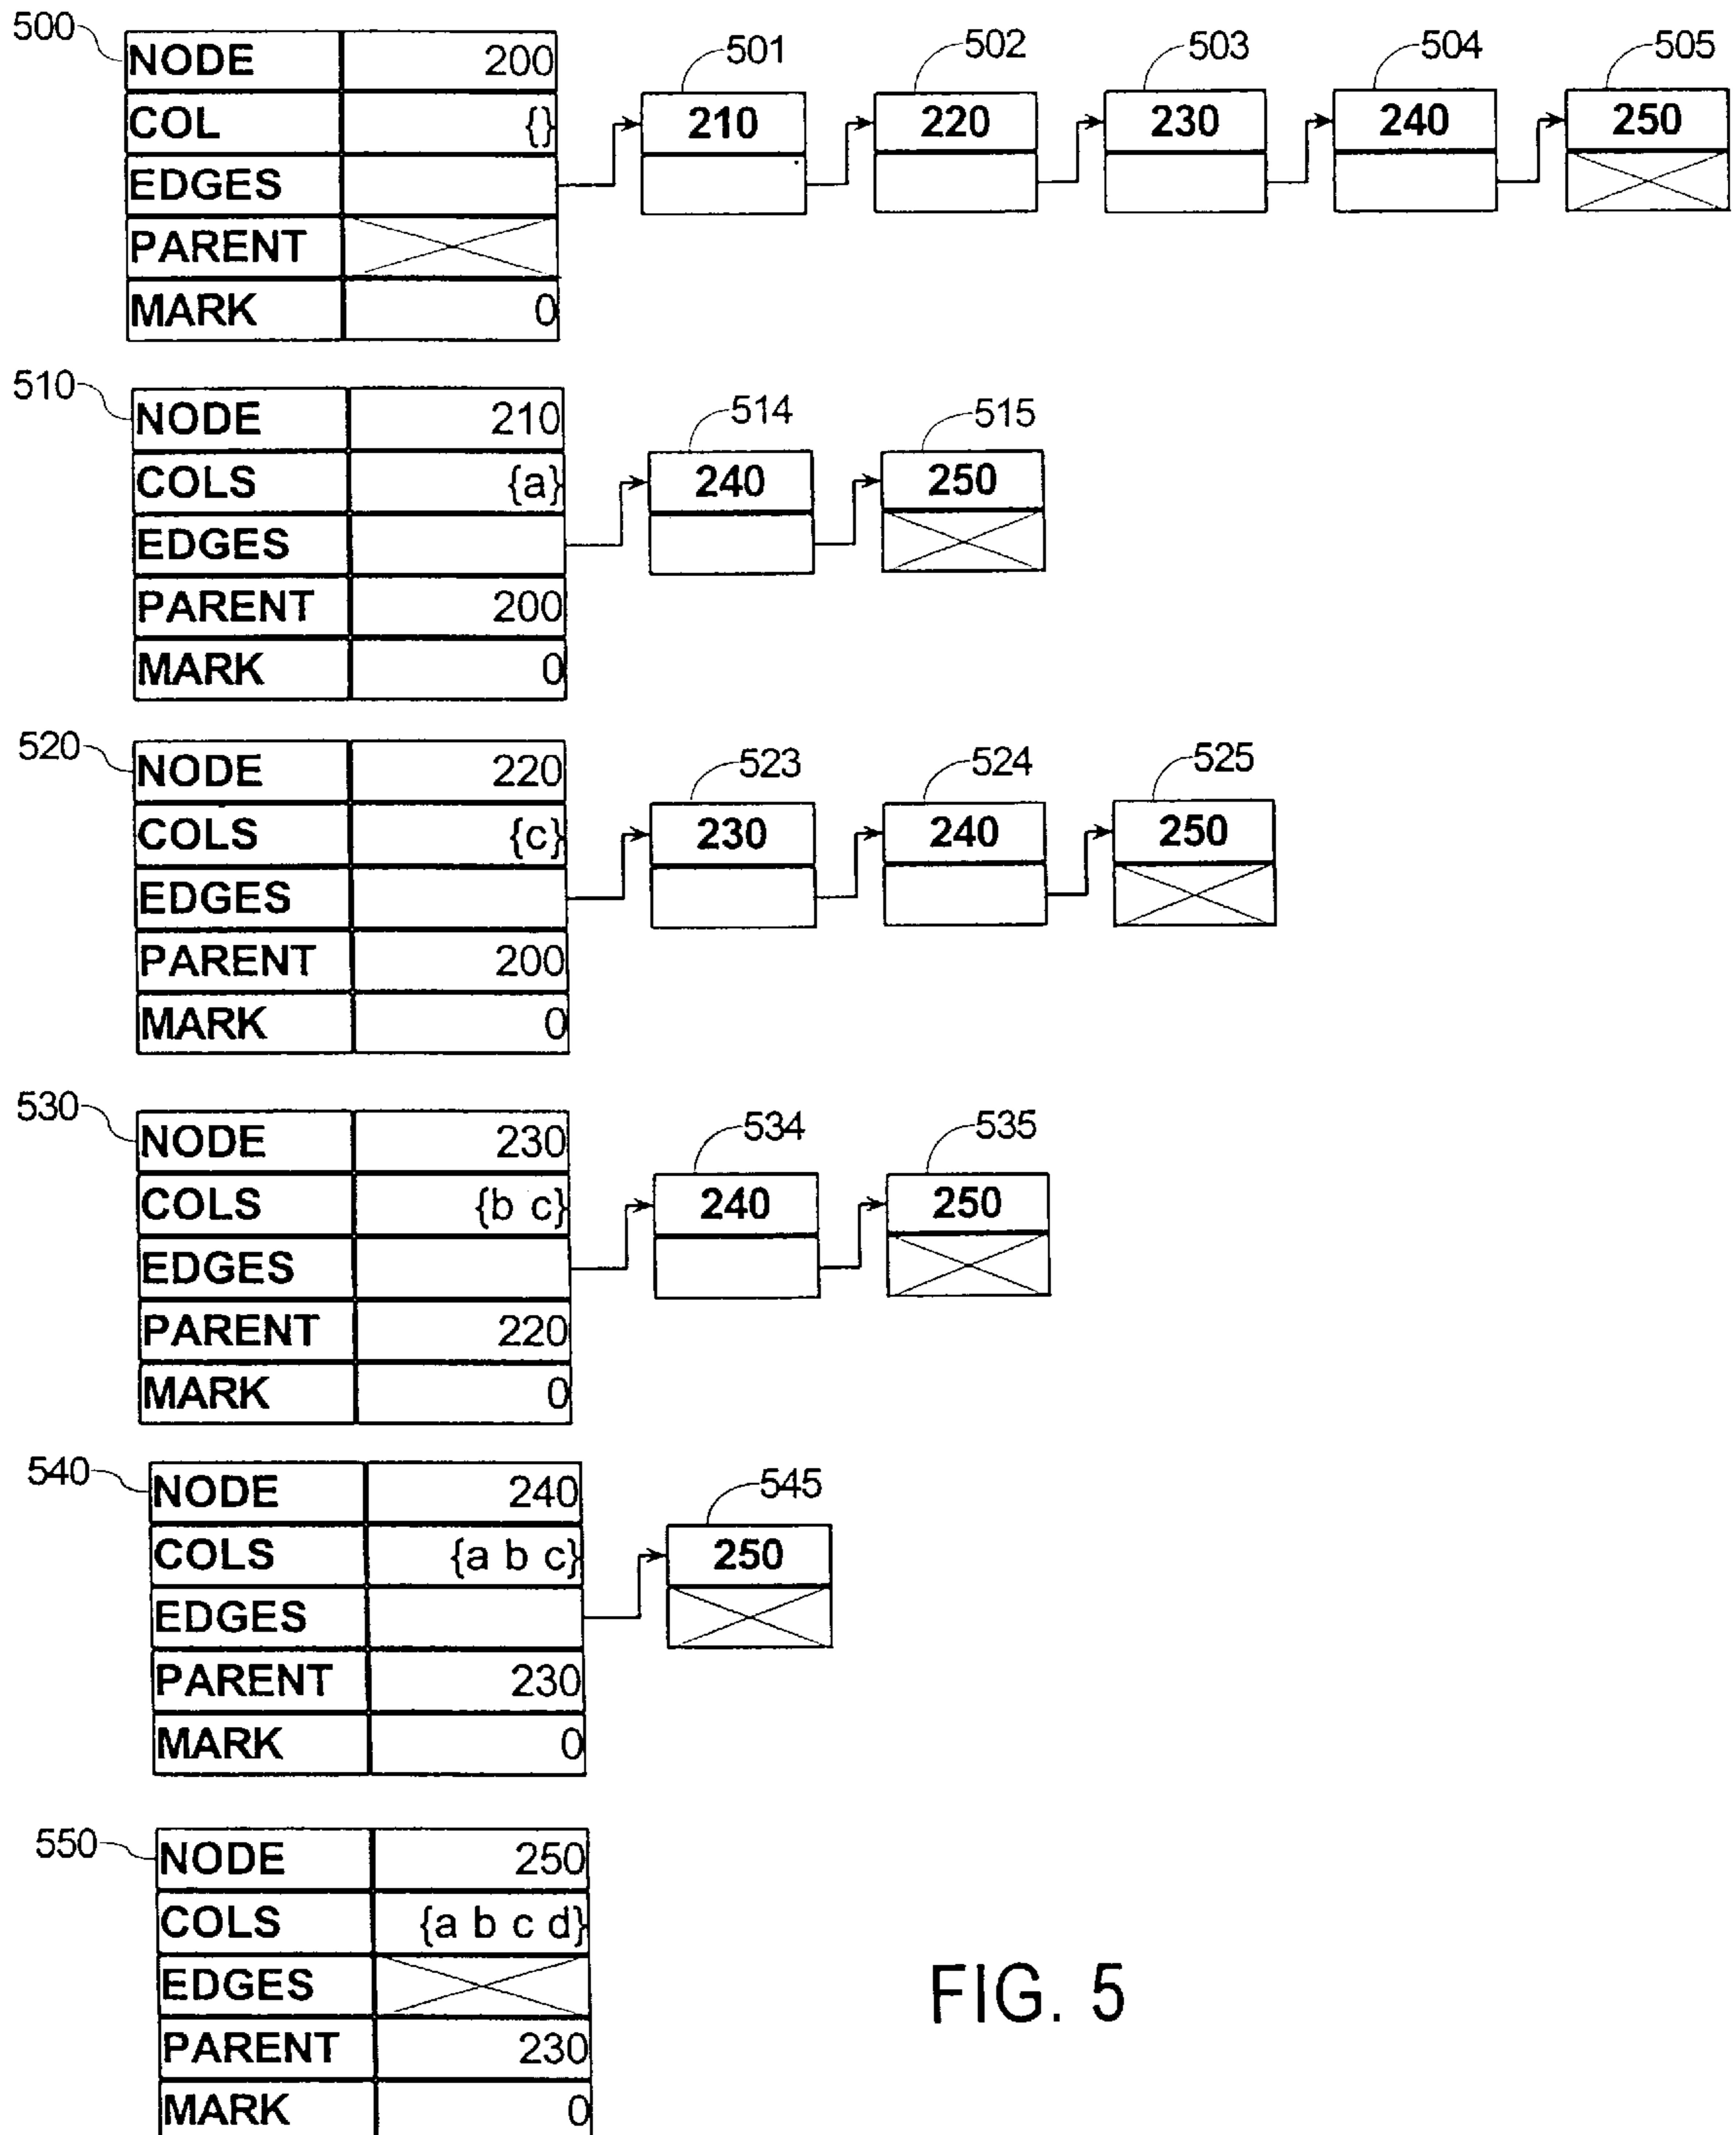 500
NODE 200
COL {}
EDGES
PARENT
MARK 0
501
210
502
220
503
230
504
240
505
250
510
NODE 210
COLS {a}
EDGES
PARENT 200
MARK 0
514
240
515
250
520
NODE 220
COLS {c}
EDGES
PARENT 200
MARK 0
523
230
524
240
525
250
530
NODE 230
COLS {b c}
EDGES
PARENT 220
MARK 0
534
240
535
250
540
NODE 240
COLS {a b c}
EDGES
PARENT 230
MARK 0
545
250
550
NODE 250
COLS {a b c d}
EDGES
PARENT 230
MARK 0
FIG. 5